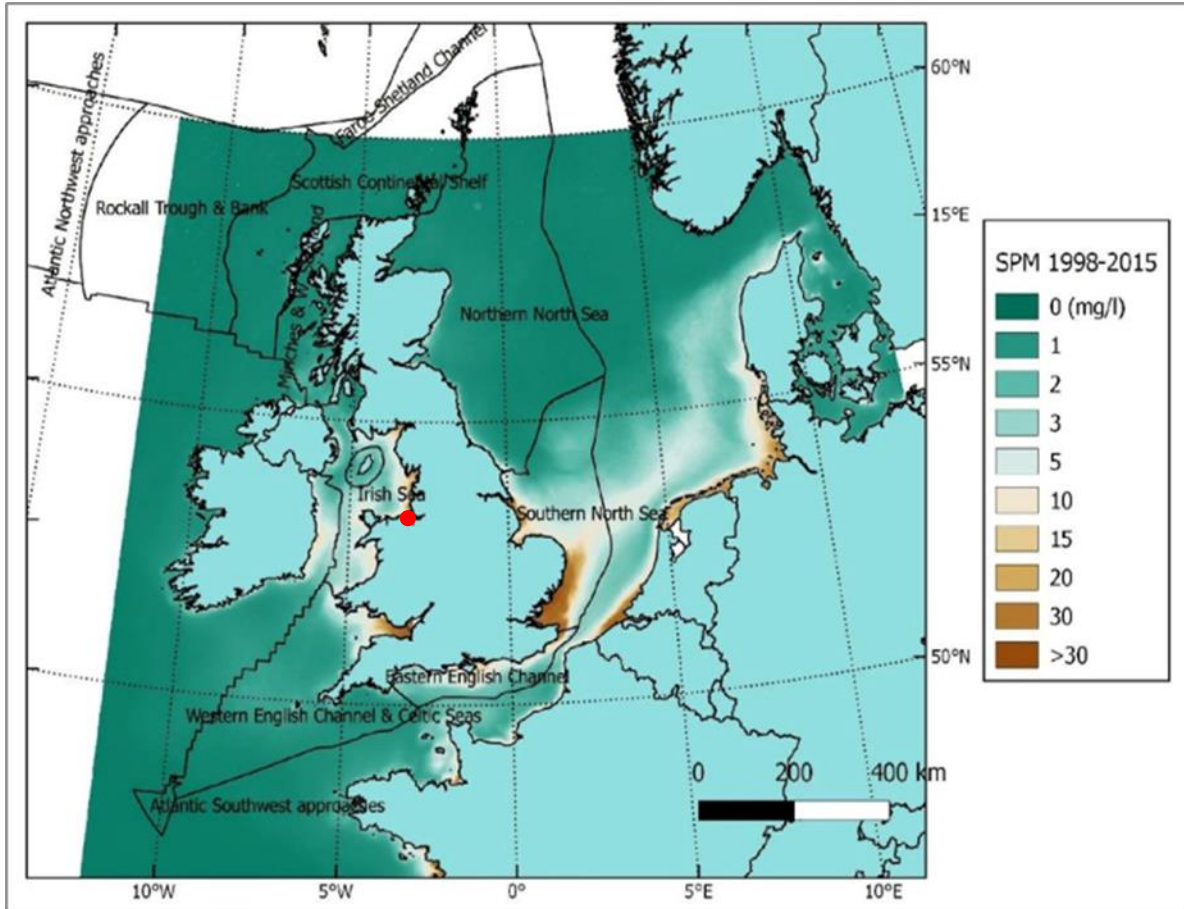 Faroe-Shetland Channel
60°N
Atlantic Northwest approaches
Scottish Continental Shelf
Rockall Trough & Bank
15°E
SPM 1998-2015
0 (mg/l)
1
2
3
5
10
15
20
30
>30
Northern North Sea
55°N
Irish Sea
Southern North Sea
50°N
Eastern English Channel
Western English Channel & Celtic Seas
0 200 400 km
Atlantic Southwest approaches
10°W 5°W 0° 5°E 10°E